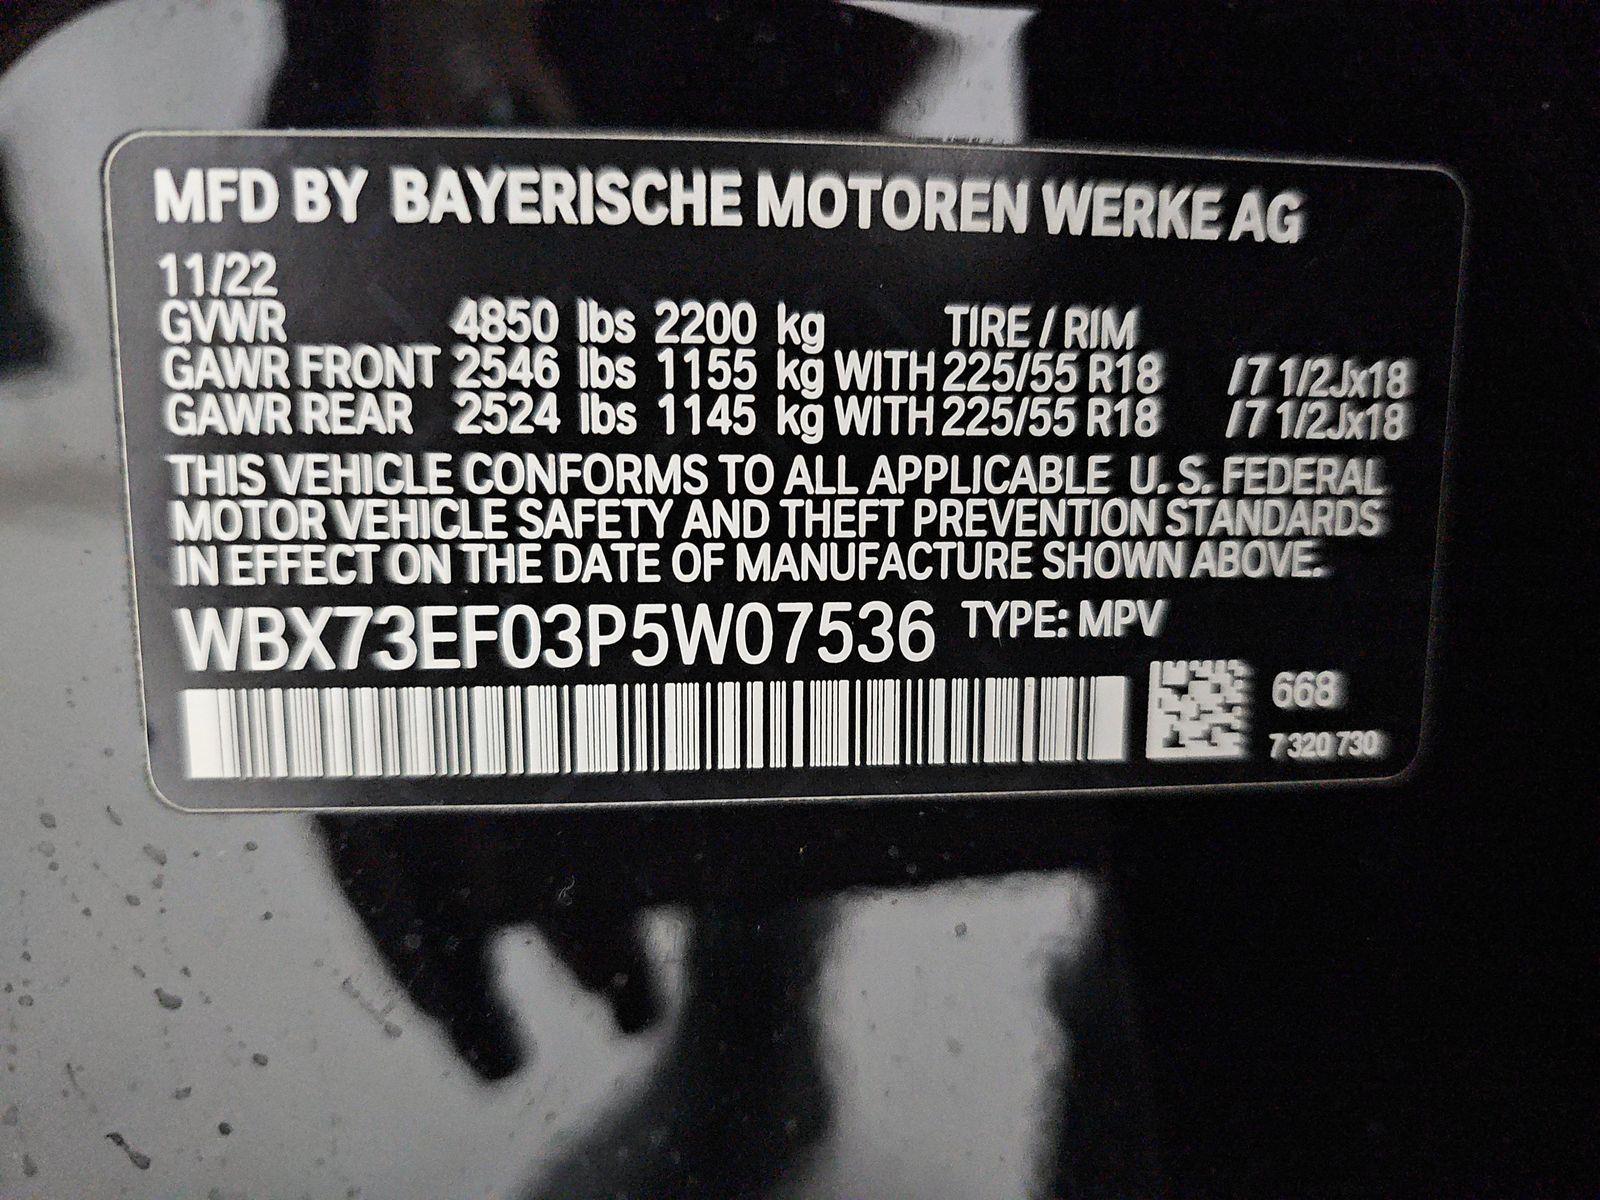 MFD BY BAYERISCHE MOTOREN WERKE AG
11/22
GVWR 4850 lbs 2200 kg TIRE / RIM
GAWR FRONT 2546 lbs 1155 kg WITH 225/55 R18 /7 1/2Jx18
GAWR REAR 2524 lbs 1145 kg WITH 225/55 R18 /7 1/2Jx18
THIS VEHICLE CONFORMS TO ALL APPLICABLE U. S. FEDERAL
MOTOR VEHICLE SAFETY AND THEFT PREVENTION STANDARDS
IN EFFECT ON THE DATE OF MANUFACTURE SHOWN ABOVE.
WBX73EF03P5W07536 TYPE: MPV
668
7 320 730